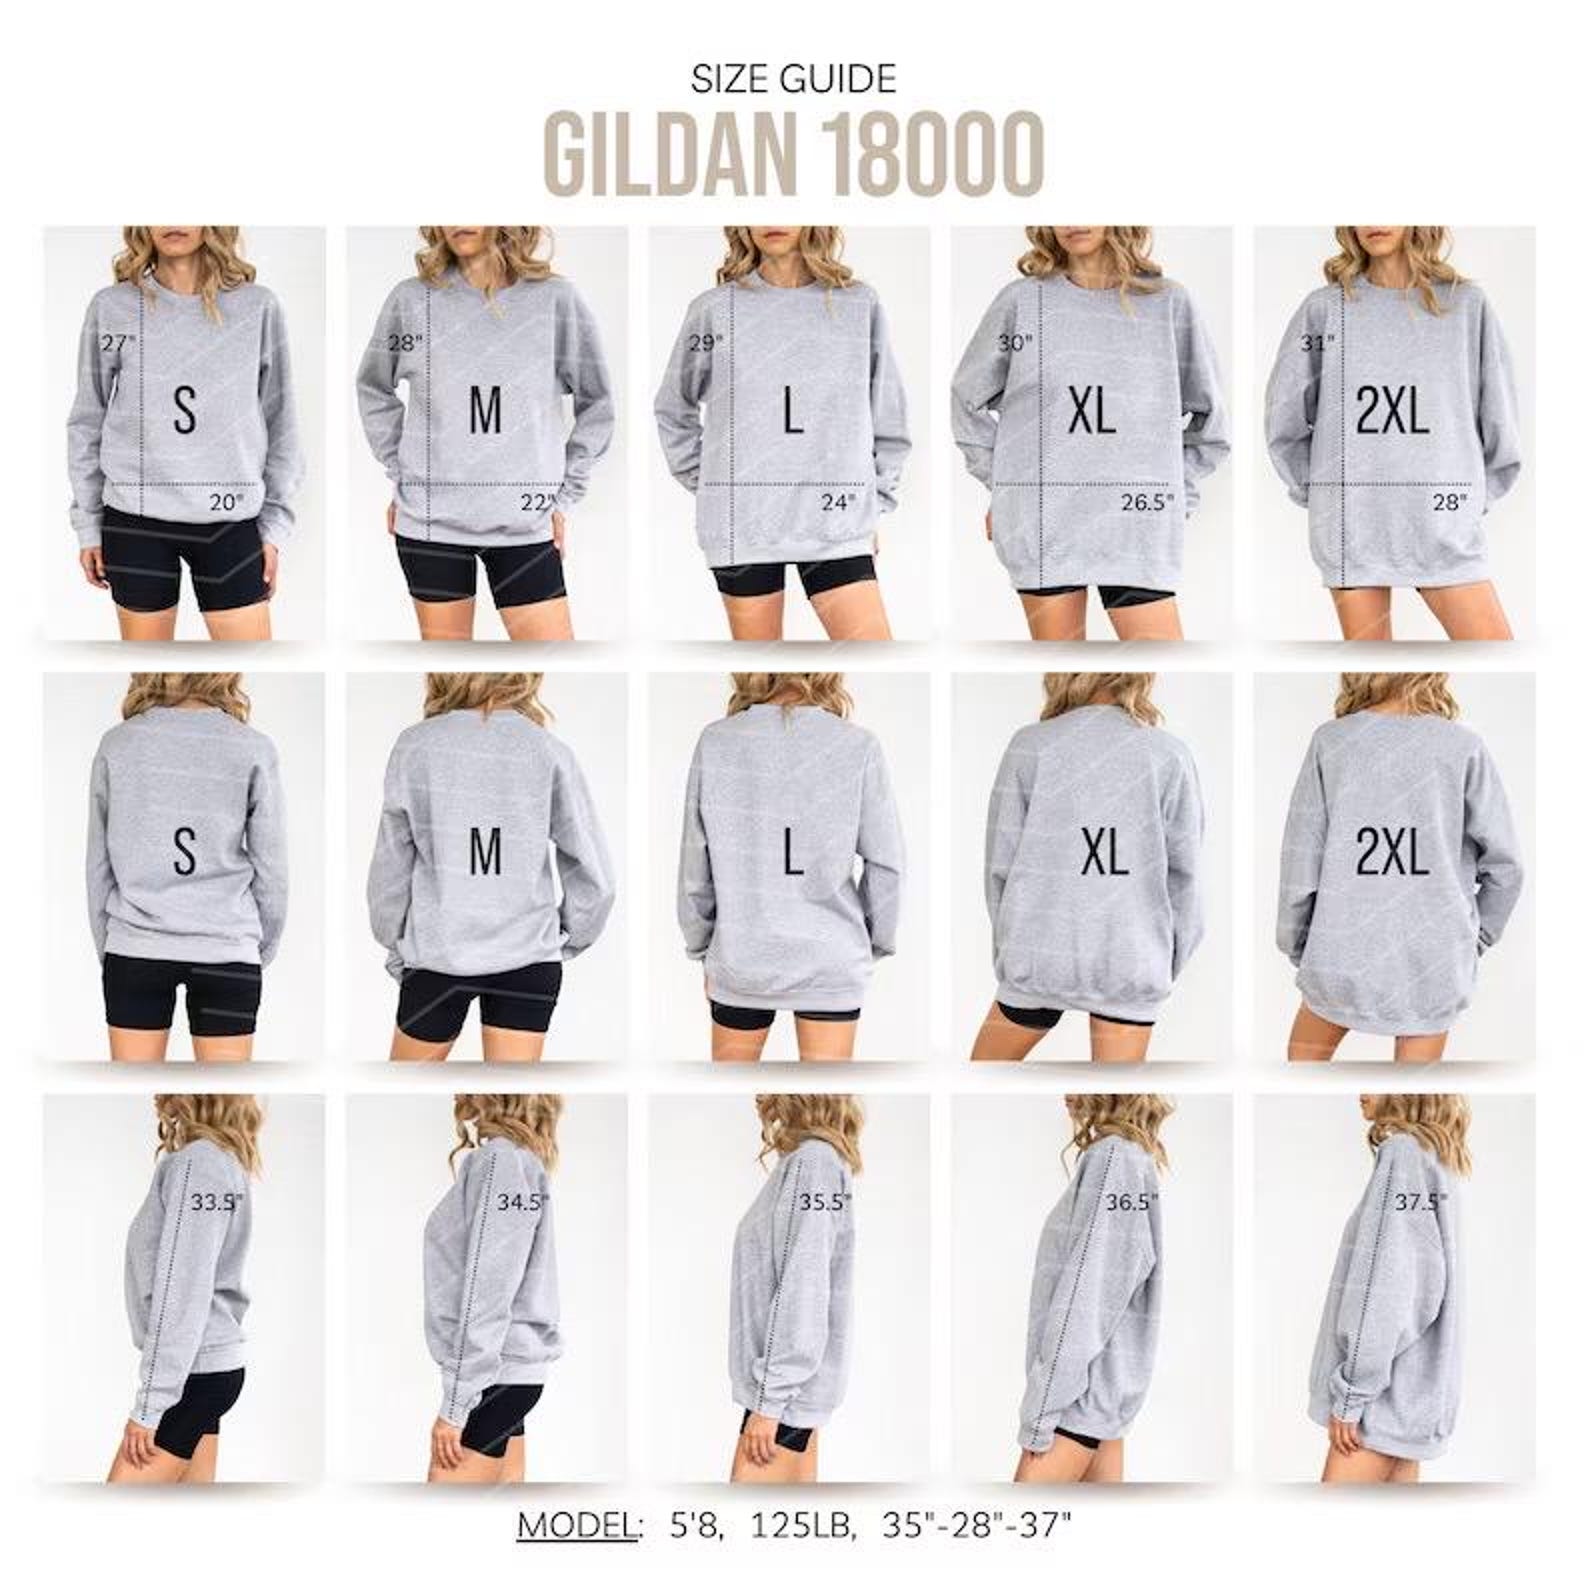 SIZE GUIDE
GILDAN 18000
27" 28" 29" 30" 31"
S M L XL 2XL
20" 22" 24" 26.5" 28"
S M L XL 2XL
33.5" 34.5" 35.5" 36.5" 37.5"
MODEL: 5'8, 125LB, 35"-28"-37"